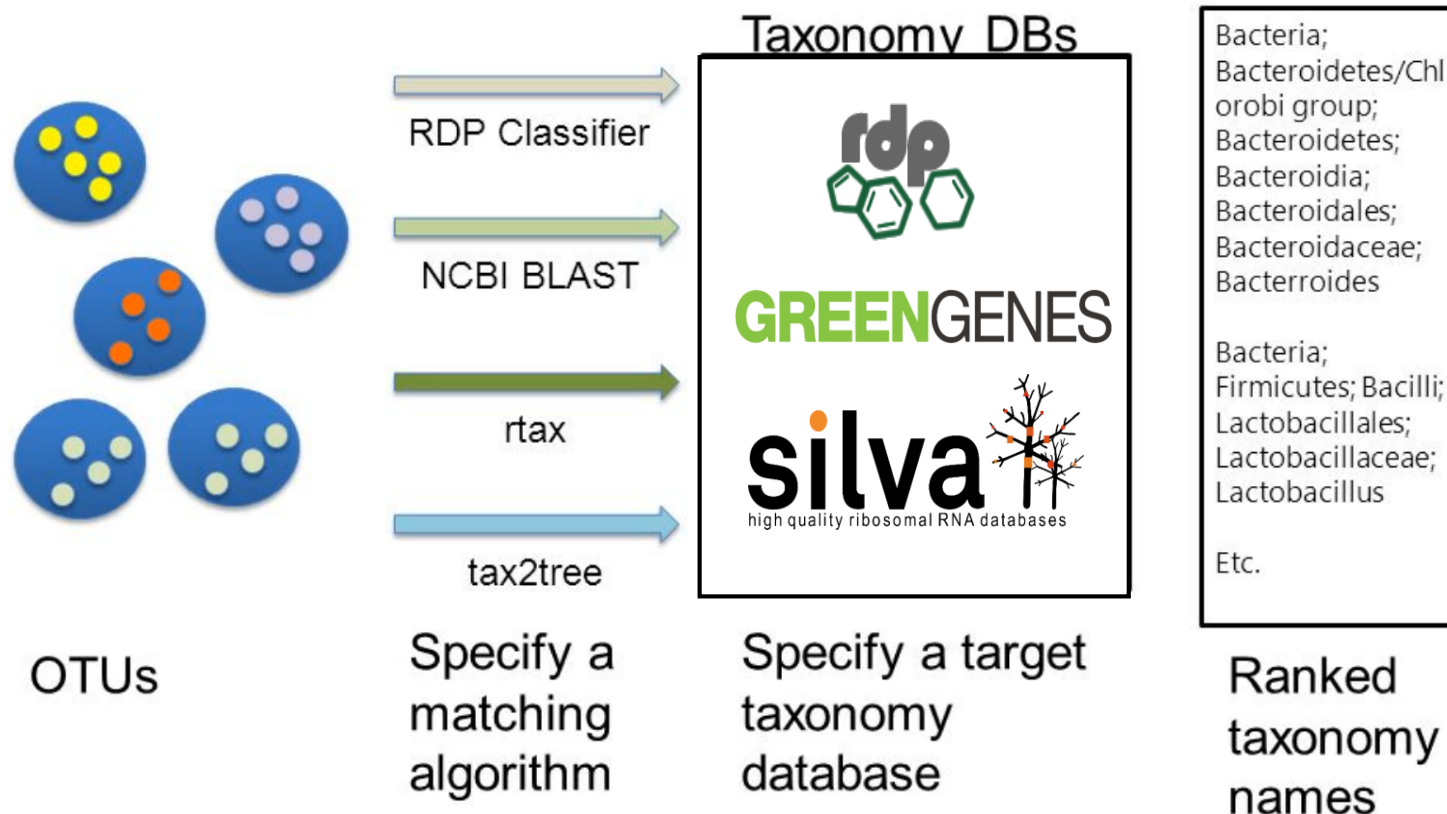 Taxonomy DBs
RDP Classifier
NCBI BLAST
rtax
tax2tree
rdp
GREENGENES
silva
high quality ribosomal RNA databases
Bacteria;
Bacteroidetes/Chl
orobi group;
Bacteroidetes;
Bacteroidia;
Bacteroidales;
Bacteroidaceae;
Bacterroides
Bacteria;
Firmicutes; Bacilli;
Lactobacillales;
Lactobacillaceae;
Lactobacillus
Etc.
OTUs
Specify a
matching
algorithm
Specify a target
taxonomy
database
Ranked
taxonomy
names